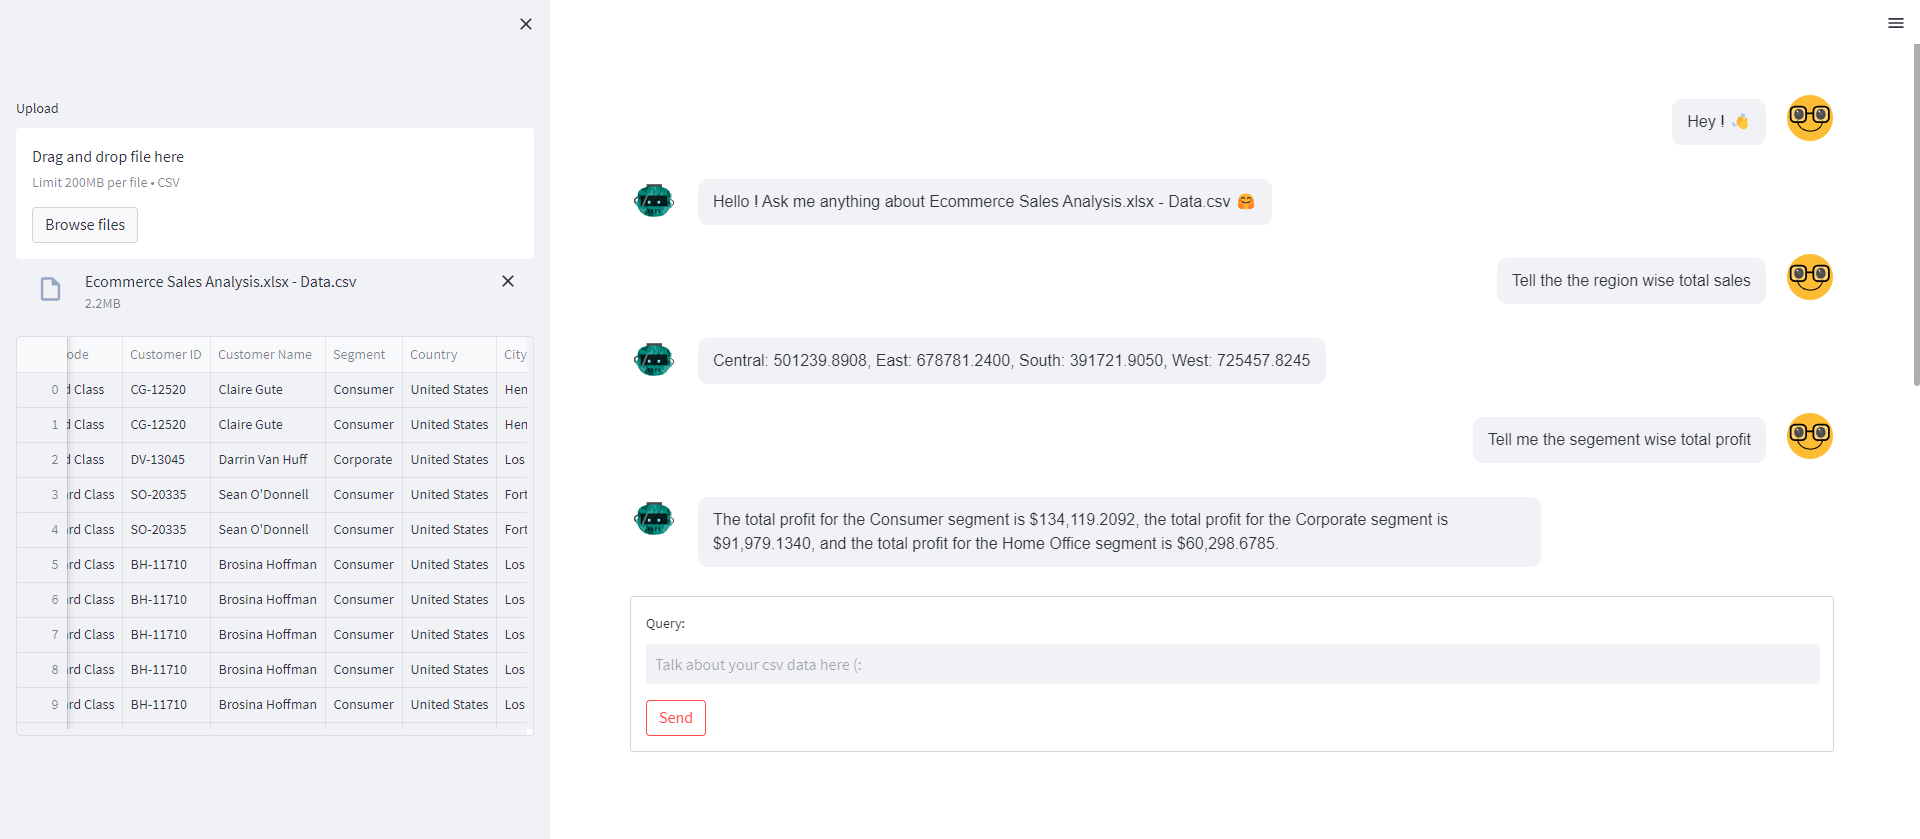 Upload
Drag and drop file here
Limit 200MB per file • CSV
Browse files
Ecommerce Sales Analysis.xlsx - Data.csv
2.2MB
ode Customer ID Customer Name Segment Country City
0 d Class CG-12520 Claire Gute Consumer United States Hen
1 d Class CG-12520 Claire Gute Consumer United States Hen
2 d Class DV-13045 Darrin Van Huff Corporate United States Los
3 rd Class SO-20335 Sean O'Donnell Consumer United States Fort
4 rd Class SO-20335 Sean O'Donnell Consumer United States Fort
5 rd Class BH-11710 Brosina Hoffman Consumer United States Los
6 rd Class BH-11710 Brosina Hoffman Consumer United States Los
7 rd Class BH-11710 Brosina Hoffman Consumer United States Los
8 rd Class BH-11710 Brosina Hoffman Consumer United States Los
9 rd Class BH-11710 Brosina Hoffman Consumer United States Los
Hey ! 👋
Hello ! Ask me anything about Ecommerce Sales Analysis.xlsx - Data.csv 🤗
Tell the the region wise total sales
Central: 501239.8908, East: 678781.2400, South: 391721.9050, West: 725457.8245
Tell me the segement wise total profit
The total profit for the Consumer segment is $134,119.2092, the total profit for the Corporate segment is
$91,979.1340, and the total profit for the Home Office segment is $60,298.6785.
Query:
Talk about your csv data here (:
Send